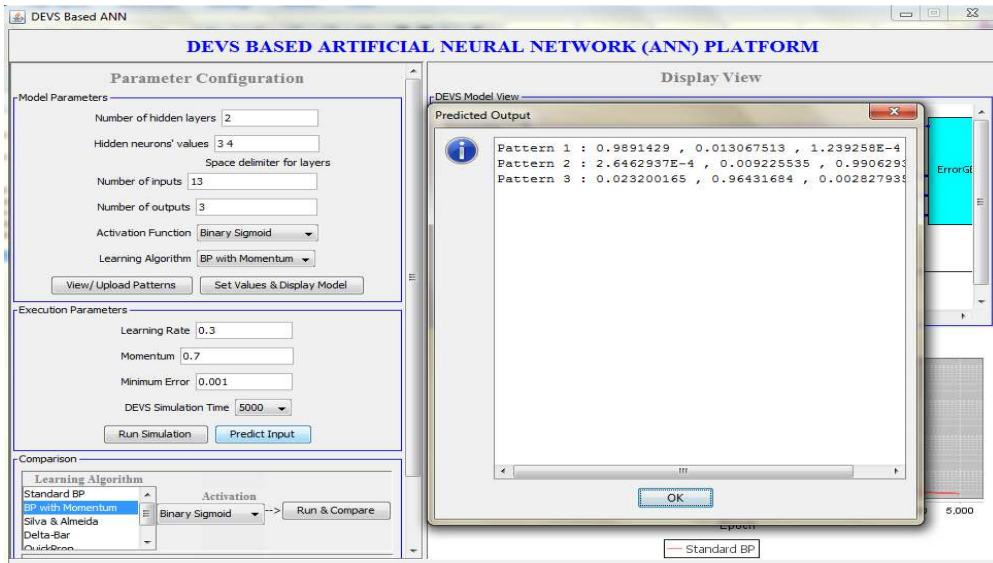 DEVS Based ANN
DEVS BASED ARTIFICIAL NEURAL NETWORK (ANN) PLATFORM
Parameter Configuration
Model Parameters
Number of hidden layers 2
Hidden neurons' values 3 4
Space delimiter for layers
Number of inputs 13
Number of outputs 3
Activation Function Binary Sigmoid
Learning Algorithm BP with Momentum
View/Upload Patterns Set Values & Display Model
Execution Parameters
Learning Rate 0.3
Momentum 0.7
Minimum Error 0.001
DEVS Simulation Time 5000
Run Simulation Predict Input
Comparison
Learning Algorithm
Standard BP
BP with Momentum
Silva & Almeida
Delta-Bar
QuickProp
Activation
Binary Sigmoid --> Run & Compare
Display View
DEVS Model View
Predicted Output
Pattern 1 : 0.9891429 , 0.013067513 , 1.239258E-4
Pattern 2 : 2.6462937E-4 , 0.009225535 , 0.9906293
Pattern 3 : 0.023200165 , 0.96431684 , 0.002827935
OK
ErrorGE
5,000
Epoch
Standard BP